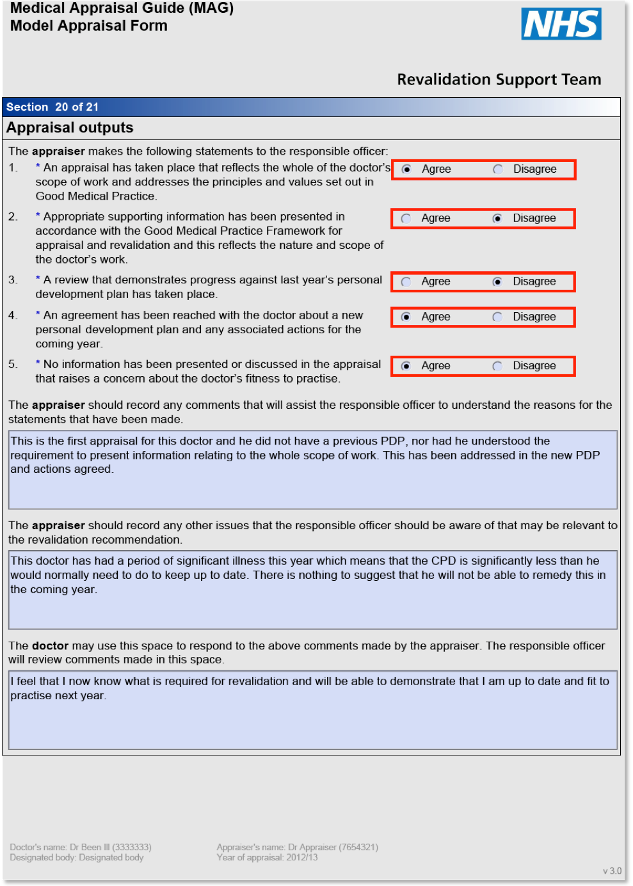 Medical Appraisal Guide (MAG)
Model Appraisal Form
NHS
Revalidation Support Team
Section 20 of 21
Appraisal outputs
The appraiser makes the following statements to the responsible officer:
1. * An appraisal has taken place that reflects the whole of the doctor's Agree Disagree
scope of work and addresses the principles and values set out in
Good Medical Practice.
2. * Appropriate supporting information has been presented in Agree Disagree
accordance with the Good Medical Practice Framework for
appraisal and revalidation and this reflects the nature and scope of
the doctor's work.
3. * A review that demonstrates progress against last year's personal Agree Disagree
development plan has taken place.
4. * An agreement has been reached with the doctor about a new Agree Disagree
personal development plan and any associated actions for the
coming year.
5. * No information has been presented or discussed in the appraisal Agree Disagree
that raises a concern about the doctor's fitness to practise.
The appraiser should record any comments that will assist the responsible officer to understand the reasons for the
statements that have been made.
This is the first appraisal for this doctor and he did not have a previous PDP, nor had he understood the
requirement to present information relating to the whole scope of work. This has been addressed in the new PDP
and actions agreed.
The appraiser should record any other issues that the responsible officer should be aware of that may be relevant to
the revalidation recommendation.
This doctor has had a period of significant illness this year which means that the CPD is significantly less than he
would normally need to do to keep up to date. There is nothing to suggest that he will not be able to remedy this in
the coming year.
The doctor may use this space to respond to the above comments made by the appraiser. The responsible officer
will review comments made in this space.
I feel that I now know what is required for revalidation and will be able to demonstrate that I am up to date and fit to
practise next year.
Doctor's name: Dr Been Ill (3333333) Appraiser's name: Dr Appraiser (7654321)
Designated body: Designated body Year of appraisal: 2012/13
v 3.0